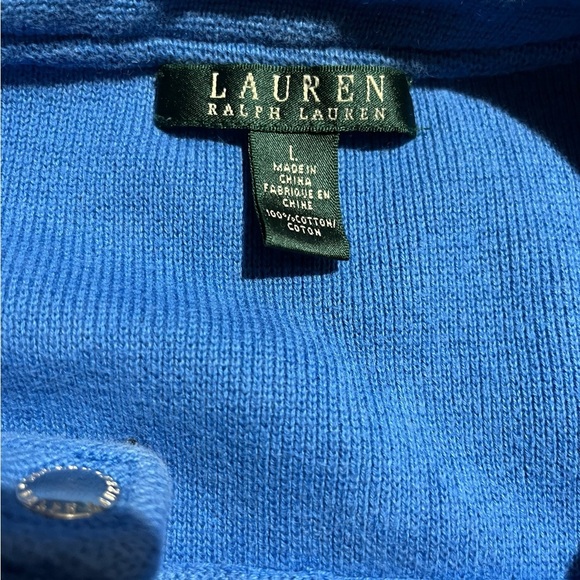 LAUREN
RALPH LAUREN
L
MADE IN
CHINA
FABRIQUE EN
CHINE
100% COTTON/
COTON